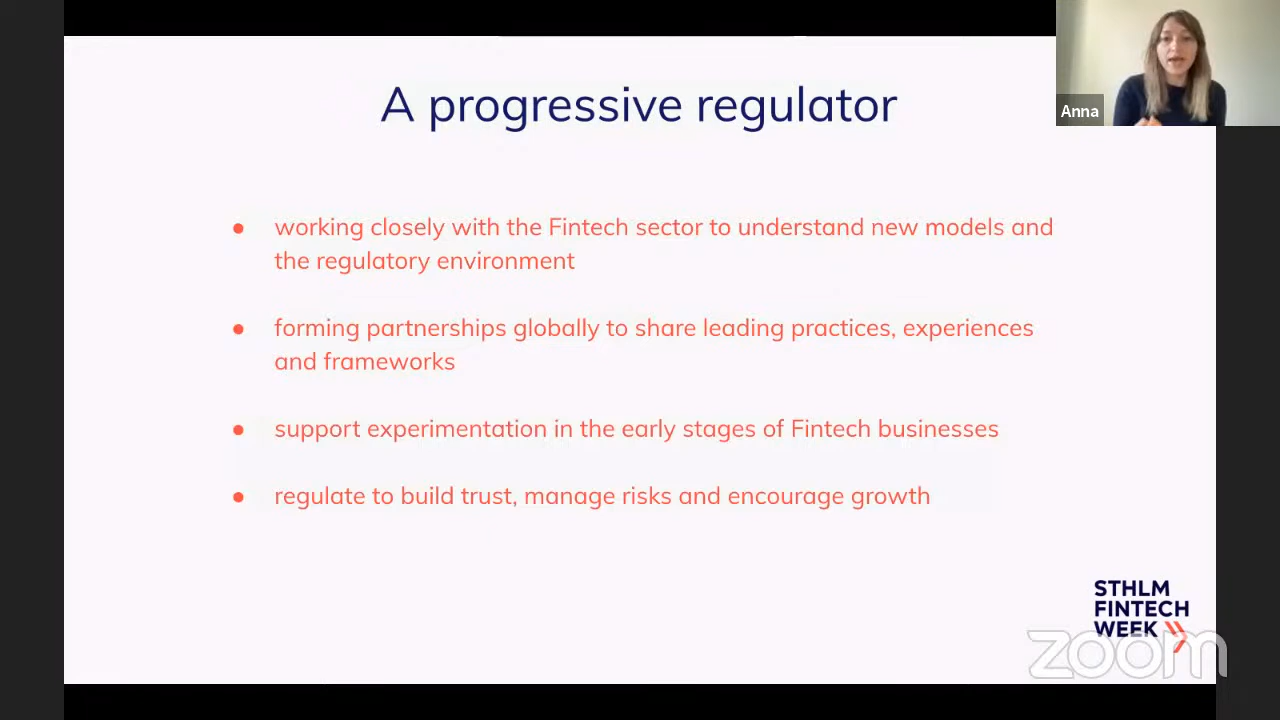 A progressive regulator
Anna
● working closely with the Fintech sector to understand new models and
the regulatory environment
● forming partnerships globally to share leading practices, experiences
and frameworks
● support experimentation in the early stages of Fintech businesses
● regulate to build trust, manage risks and encourage growth
STHLM
FINTECH
WEEK
zoom